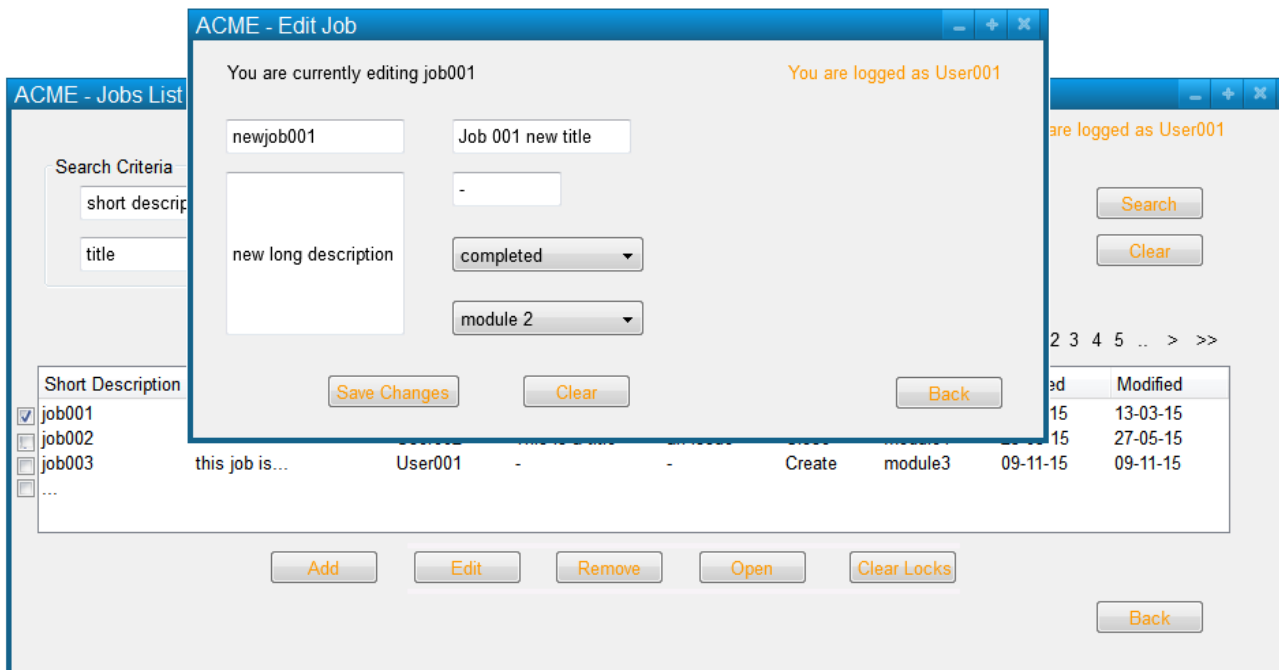 ACME - Edit Job
You are currently editing job001 You are logged as User001
newjob001 Job 001 new title
new long description
-
completed
module 2
Save Changes Clear Back
ACME - Jobs List
are logged as User001
Search Criteria
short descrip
title
Search
Clear
2 3 4 5 .. > >>
Short Description ed Modified
job001 15 13-03-15
job002 15 27-05-15
job003 this job is... User001 - - Create module3 09-11-15 09-11-15
...
Add Edit Remove Open Clear Locks
Back